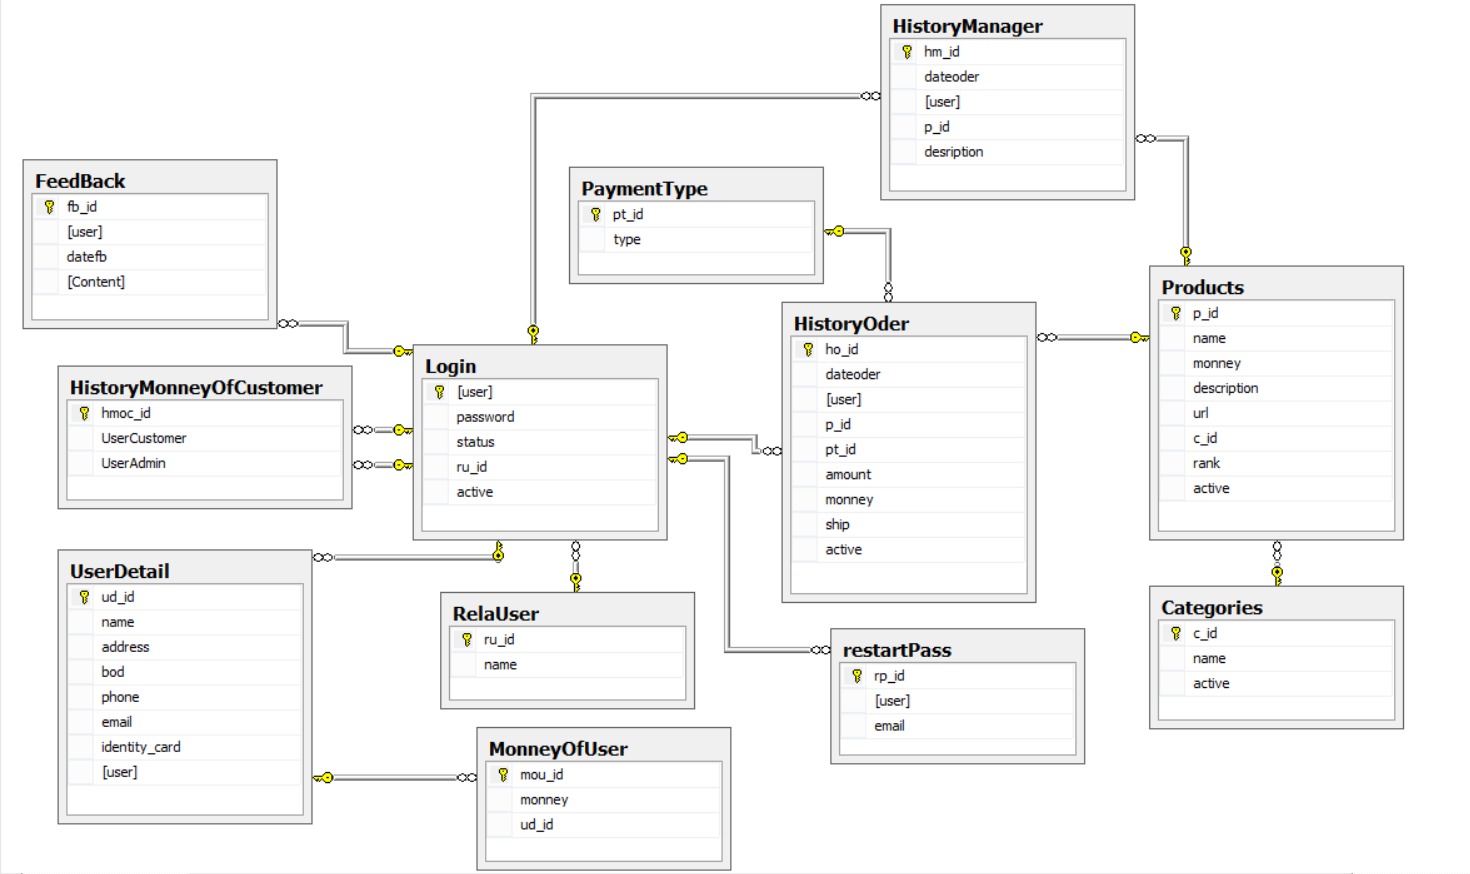 HistoryManager
hm_id
dateoder
[user]
p_id
desription
FeedBack
fb_id
[user]
datefb
[Content]
PaymentType
pt_id
type
Products
p_id
name
monney
description
url
c_id
rank
active
HistoryOder
ho_id
dateoder
[user]
p_id
pt_id
amount
monney
ship
active
Login
[user]
password
status
ru_id
active
HistoryMonneyOfCustomer
hmoc_id
UserCustomer
UserAdmin
UserDetail
ud_id
name
address
bod
phone
email
identity_card
[user]
RelaUser
ru_id
name
restartPass
rp_id
[user]
email
Categories
c_id
name
active
MonneyOfUser
mou_id
monney
ud_id